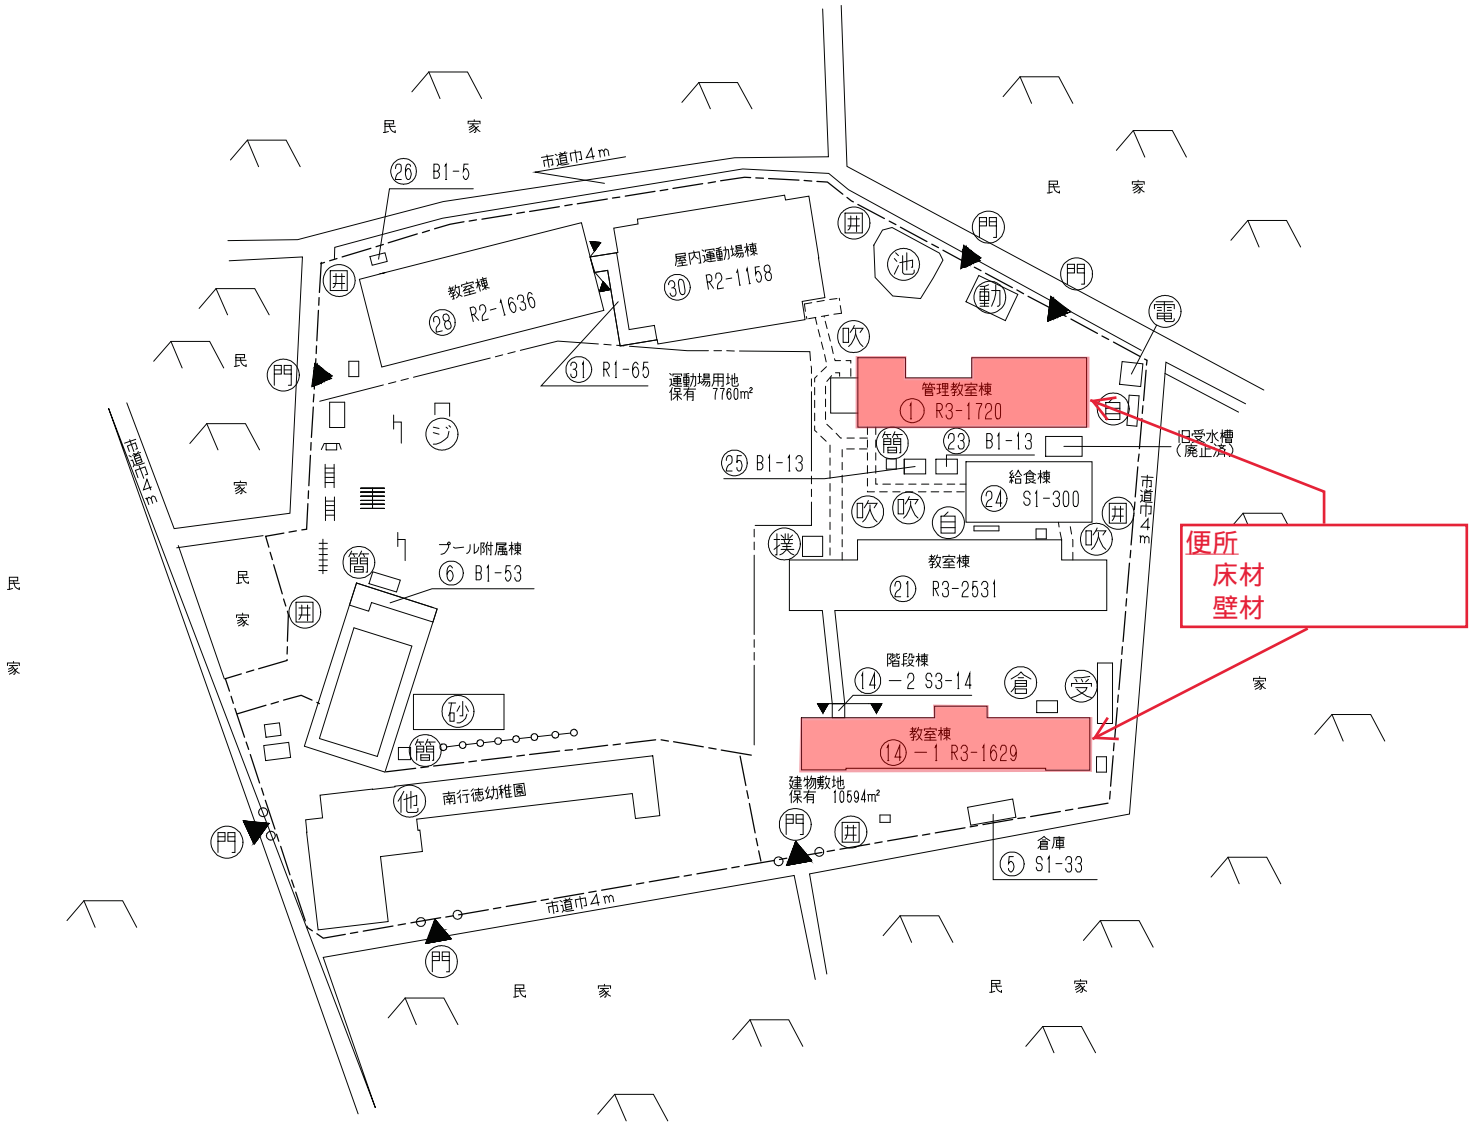 民 家
市道巾4m
26 B1-5
民 家
囲
門
池
門
屋内運動場棟
30 R2-1158
囲
教室棟
28 R2-1636
動
電
吹
民
家
門
31 R1-65
運動場用地
保有 7760㎡
管理教室棟
1 R3-1720
自
ジ
簡
23 B1-13
旧受水槽
(廃止済)
市道巾4m
25 B1-13
給食棟
24 S1-300
市道巾4m
吹
吹
自
囲
吹
撲
便所
床材
壁材
プール附属棟
6 B1-53
簡
教室棟
21 R3-2531
民
家
民
家
囲
階段棟
14 -2 S3-14
倉
受
家
砂
簡
教室棟
14 -1 R3-1629
建物敷地
保有 10594㎡
他
南行徳幼稚園
門
門
囲
倉庫
5 S1-33
市道巾4m
門
民 家
民 家